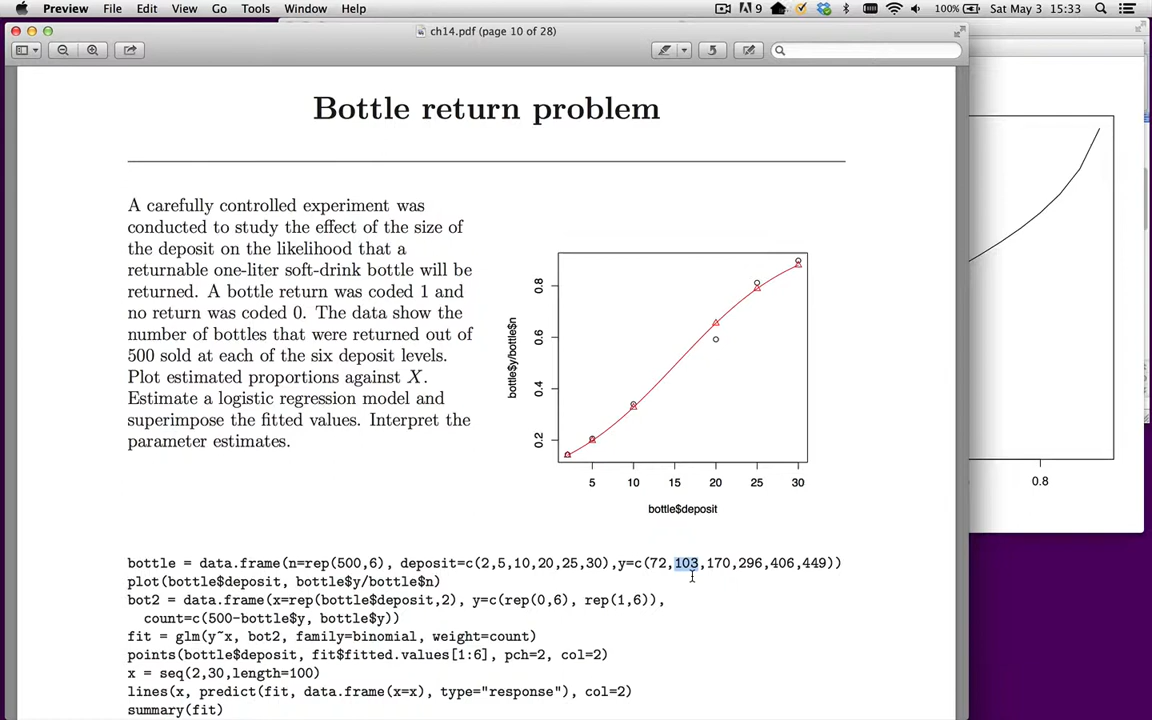 Preview File Edit View Go Tools Window Help 9 100% Sat May 3 15:33
ch14.pdf (page 10 of 28)
Bottle return problem
A carefully controlled experiment was
conducted to study the effect of the size of
the deposit on the likelihood that a
returnable one-liter soft-drink bottle will be
returned. A bottle return was coded 1 and
no return was coded 0. The data show the
number of bottles that were returned out of
500 sold at each of the six deposit levels.
Plot estimated proportions against X.
Estimate a logistic regression model and
superimpose the fitted values. Interpret the
parameter estimates.
bottle$y/bottle$n
0.8
0.6
0.4
0.2
5 10 15 20 25 30
bottle$deposit
0.8
bottle = data.frame(n=rep(500,6), deposit=c(2,5,10,20,25,30),y=c(72,103,170,296,406,449))
plot(bottle$deposit, bottle$y/bottle$n)
bot2 = data.frame(x=rep(bottle$deposit,2), y=c(rep(0,6), rep(1,6)),
count=c(500-bottle$y, bottle$y))
fit = glm(y~x, bot2, family=binomial, weight=count)
points(bottle$deposit, fit$fitted.values[1:6], pch=2, col=2)
x = seq(2,30,length=100)
lines(x, predict(fit, data.frame(x=x), type="response"), col=2)
summary(fit)